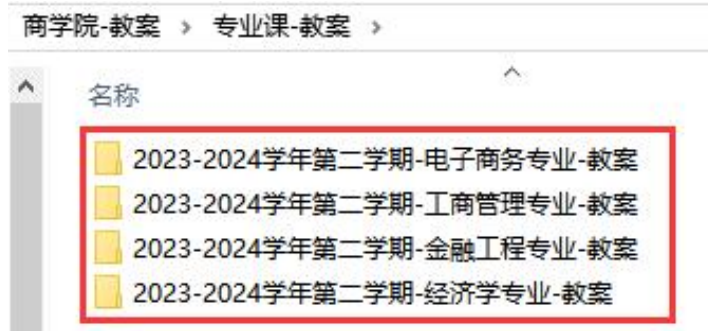 商学院-教案 › 专业课-教案 ›
名称
2023-2024学年第二学期-电子商务专业-教案
2023-2024学年第二学期-工商管理专业-教案
2023-2024学年第二学期-金融工程专业-教案
2023-2024学年第二学期-经济学专业-教案